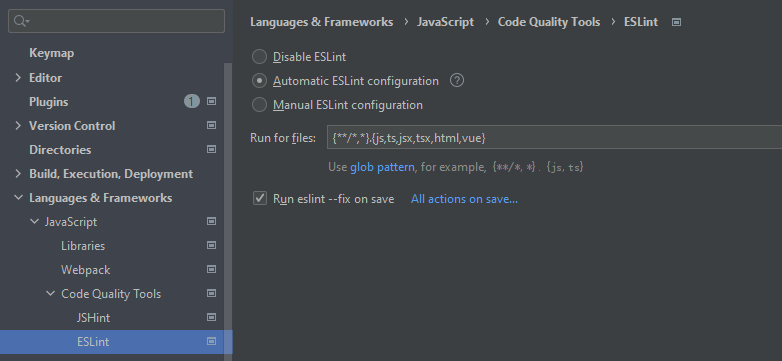 Keymap
Editor
Plugins 1
Version Control
Directories
Build, Execution, Deployment
Languages & Frameworks
JavaScript
Libraries
Webpack
Code Quality Tools
JSHint
ESLint
Languages & Frameworks › JavaScript › Code Quality Tools › ESLint
Disable ESLint
Automatic ESLint configuration ?
Manual ESLint configuration
Run for files: {**/*,*}.{js,ts,jsx,tsx,html,vue}
Use glob pattern, for example, {**/*,*}.{js,ts}
Run eslint --fix on save All actions on save...